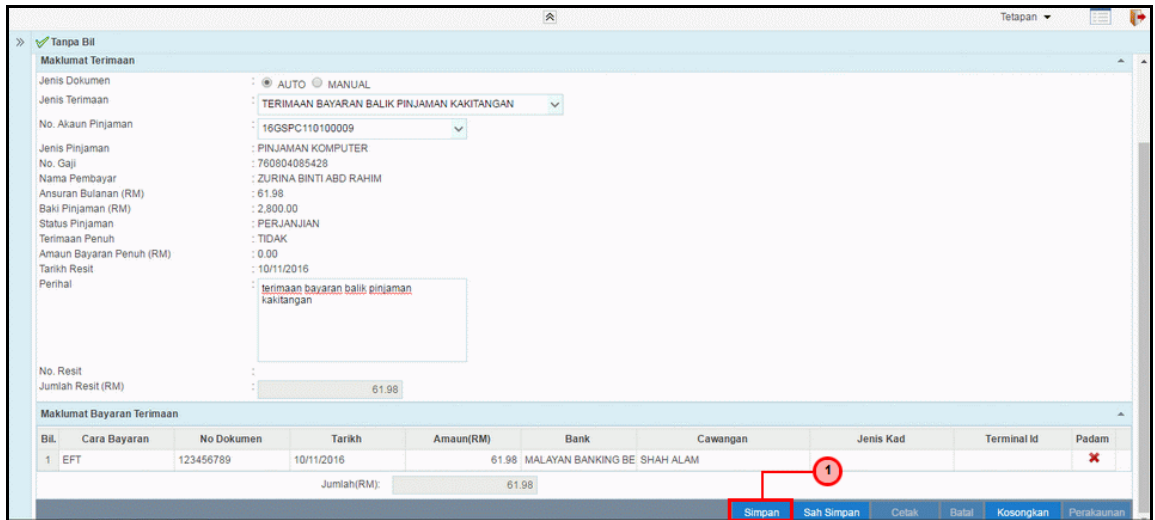 Tetapan
Tanpa Bil
Maklumat Terimaan
Jenis Dokumen : AUTO MANUAL
Jenis Terimaan : TERIMAAN BAYARAN BALIK PINJAMAN KAKITANGAN
No. Akaun Pinjaman : 16GSPC110100009
Jenis Pinjaman : PINJAMAN KOMPUTER
No. Gaji : 760804085428
Nama Pembayar : ZURINA BINTI ABD RAHIM
Ansuran Bulanan (RM) : 61.98
Baki Pinjaman (RM) : 2,800.00
Status Pinjaman : PERJANJIAN
Terimaan Penuh : TIDAK
Amaun Bayaran Penuh (RM) : 0.00
Tarikh Resit : 10/11/2016
Perihal : terimaan bayaran balik pinjaman
kakitangan
No. Resit :
Jumlah Resit (RM) : 61.98
Maklumat Bayaran Terimaan
Bil. Cara Bayaran No Dokumen Tarikh Amaun(RM) Bank Cawangan Jenis Kad Terminal Id Padam
1 EFT 123456789 10/11/2016 61.98 MALAYAN BANKING BE SHAH ALAM
Jumlah(RM): 61.98
1
Simpan Sah Simpan Cetak Batal Kosongkan Perakaunan